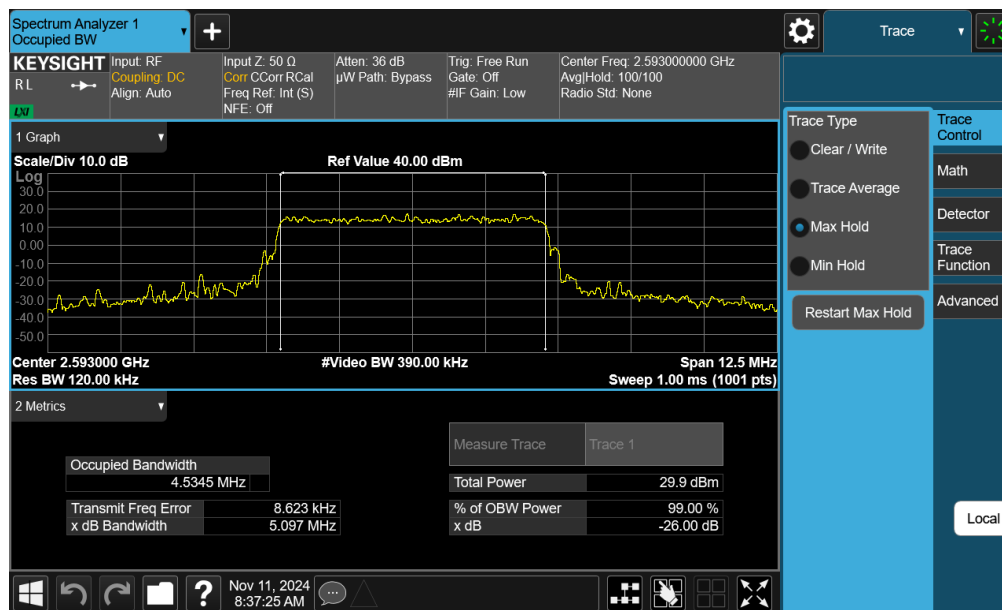 Spectrum Analyzer 1
Occupied BW
Trace
KEYSIGHT
R L
LXI
Input: RF
Coupling: DC
Align: Auto
Input Z: 50 Ω
Corr CCorr RCal
Freq Ref: Int (S)
NFE: Off
Atten: 36 dB
µW Path: Bypass
Trig: Free Run
Gate: Off
#IF Gain: Low
Center Freq: 2.593000000 GHz
Avg|Hold: 100/100
Radio Std: None
1 Graph
Scale/Div 10.0 dB
Ref Value 40.00 dBm
Log
30.0
20.0
10.0
0.00
-10.0
-20.0
-30.0
-40.0
-50.0
Center 2.593000 GHz
#Video BW 390.00 kHz
Span 12.5 MHz
Res BW 120.00 kHz
Sweep 1.00 ms (1001 pts)
2 Metrics
Measure Trace
Trace 1
Occupied Bandwidth
4.5345 MHz
Total Power
29.9 dBm
Transmit Freq Error
8.623 kHz
% of OBW Power
99.00 %
x dB Bandwidth
5.097 MHz
x dB
-26.00 dB
Trace Type
Clear / Write
Trace Average
Max Hold
Min Hold
Restart Max Hold
Trace
Control
Math
Detector
Trace
Function
Advanced
Local
?
Nov 11, 2024
8:37:25 AM